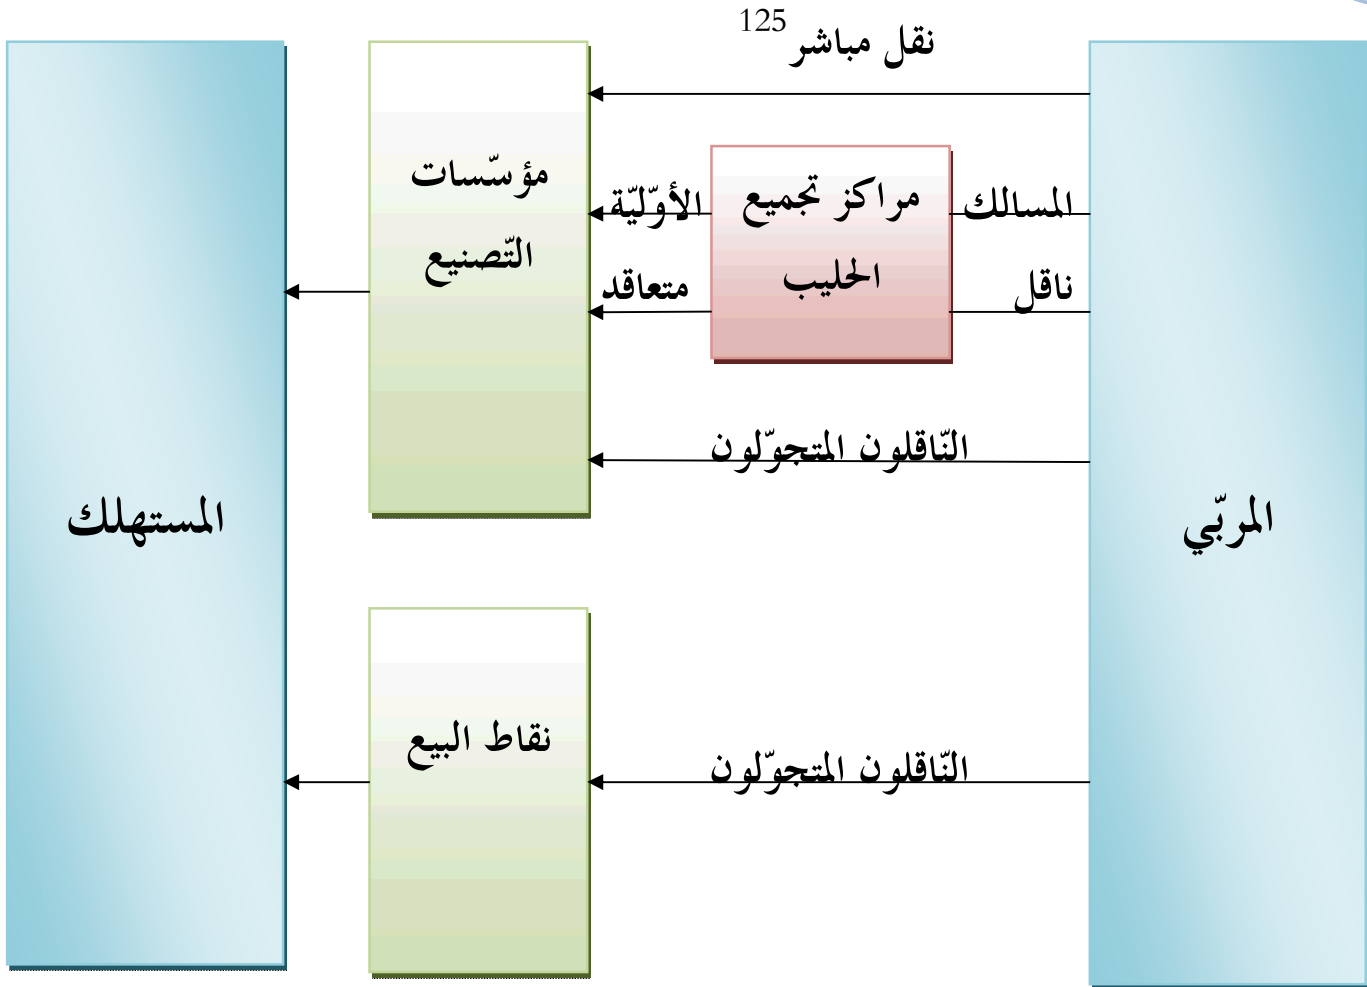 نقل مباشر 125
مؤسّسات
التّصنيع
مراكز تجميع
الحليب
المسالك
الأوّليّة
ناقل
متعاقد
النّاقلون المتجوّلون
المربّي
المستهلك
نقاط البيع
النّاقلون المتجوّلون